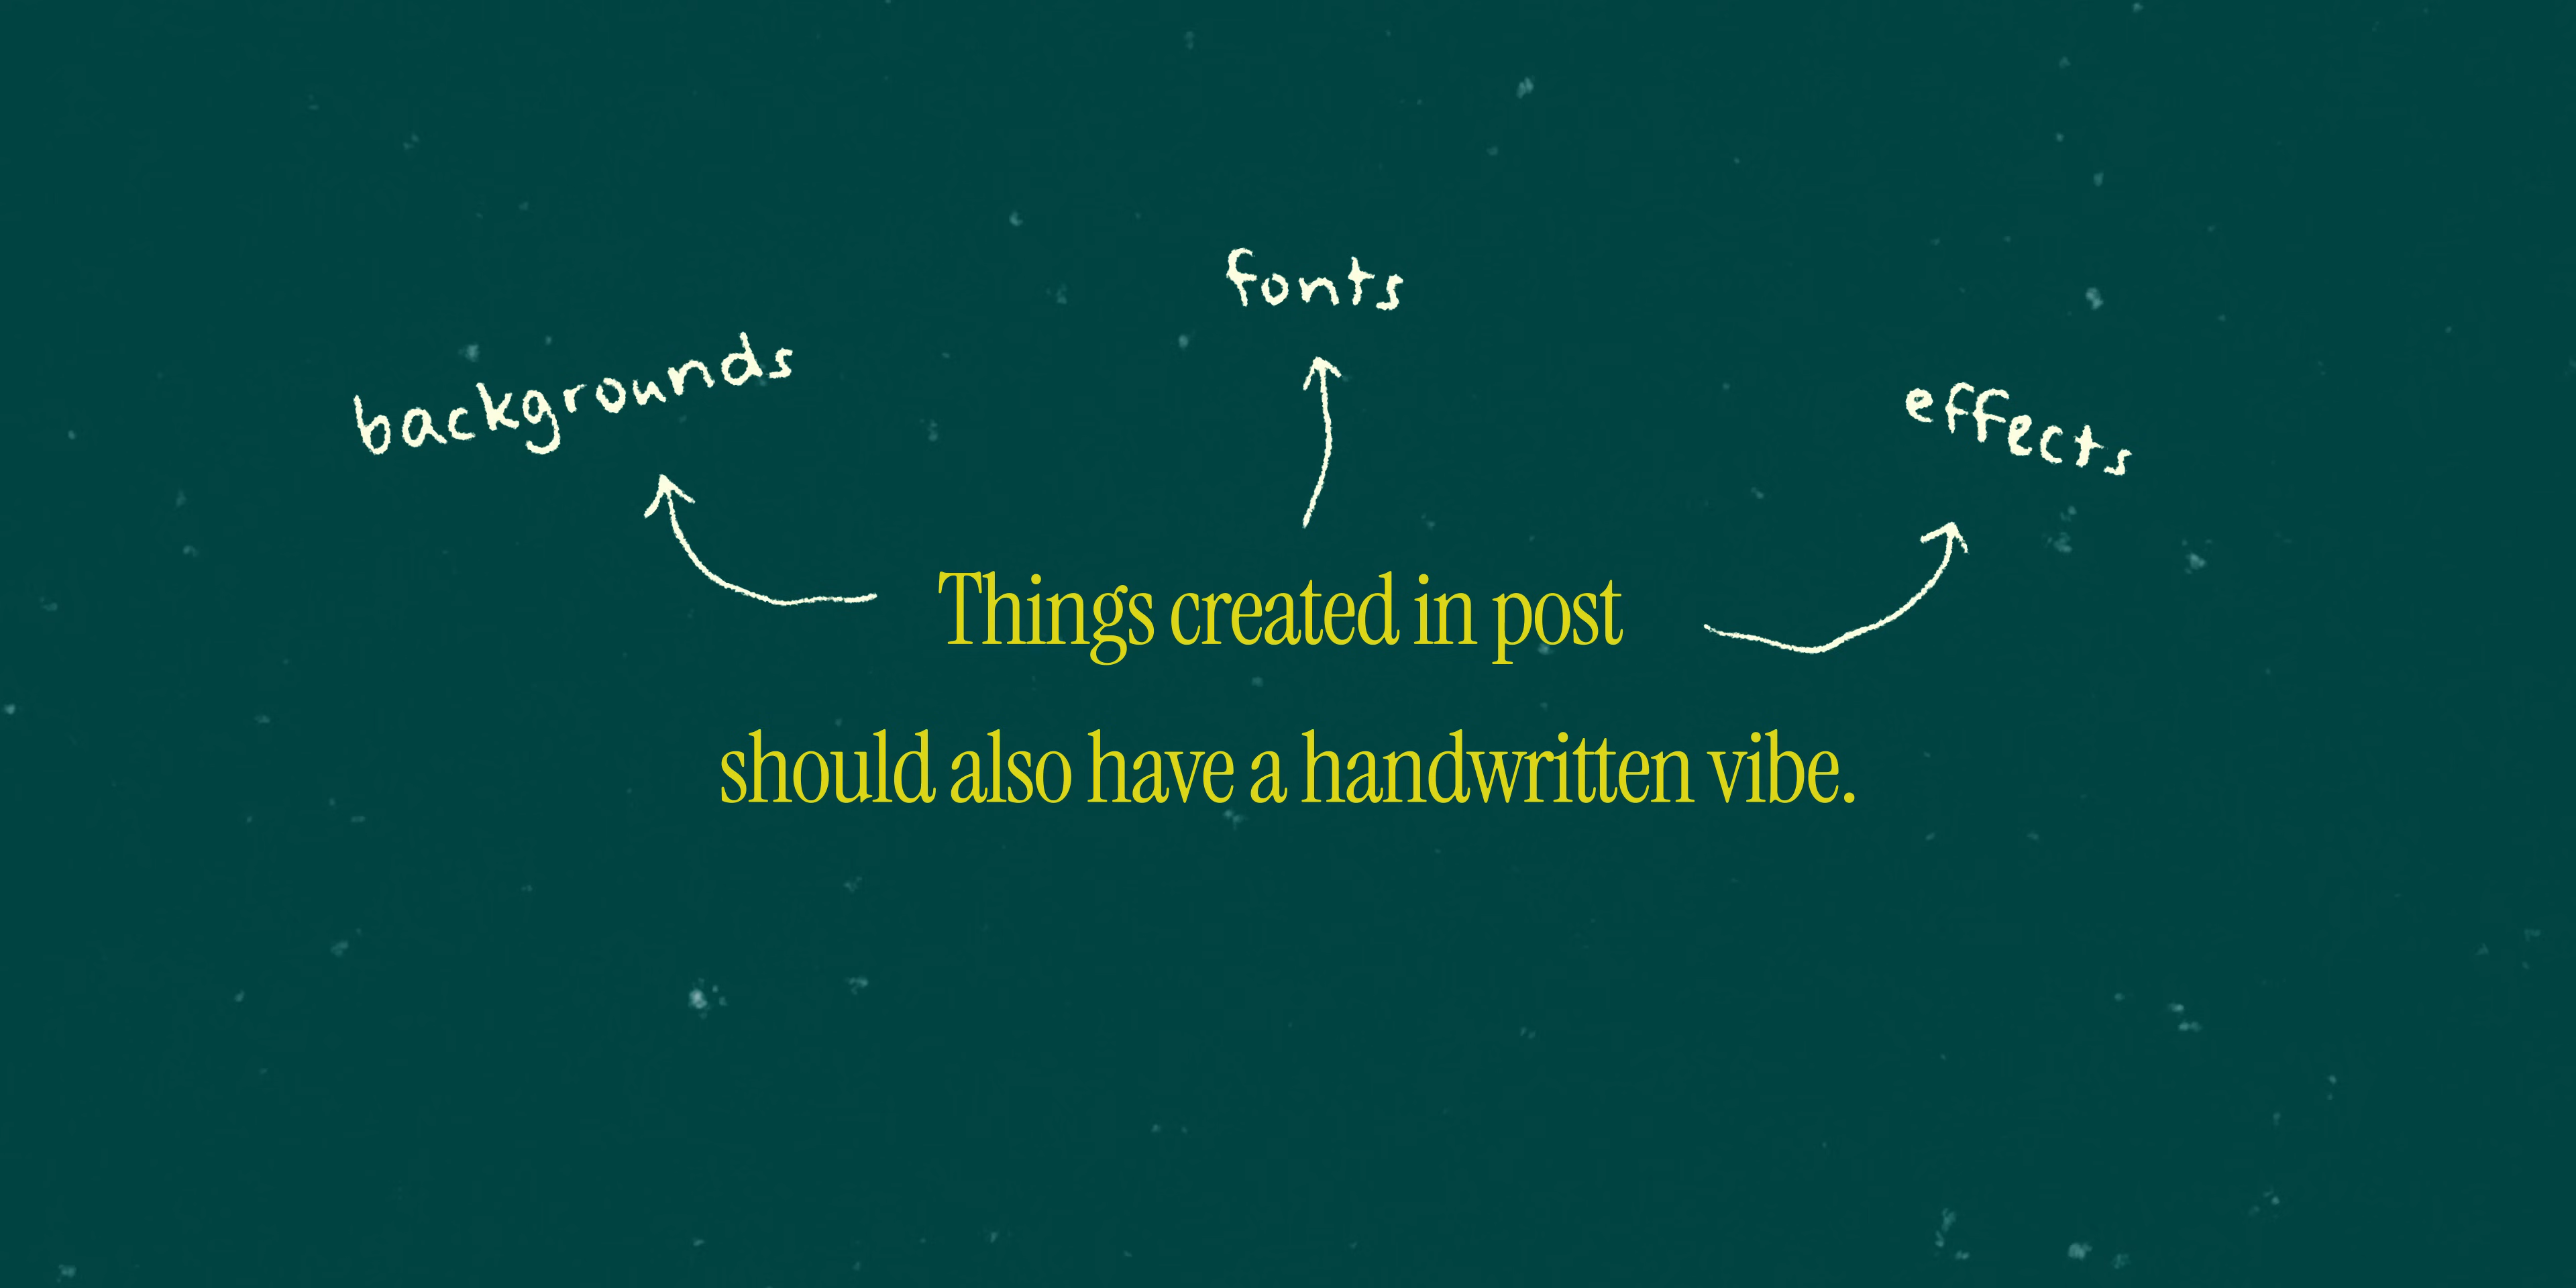 fonts
backgrounds
effects
Things created in post
should also have a handwritten vibe.